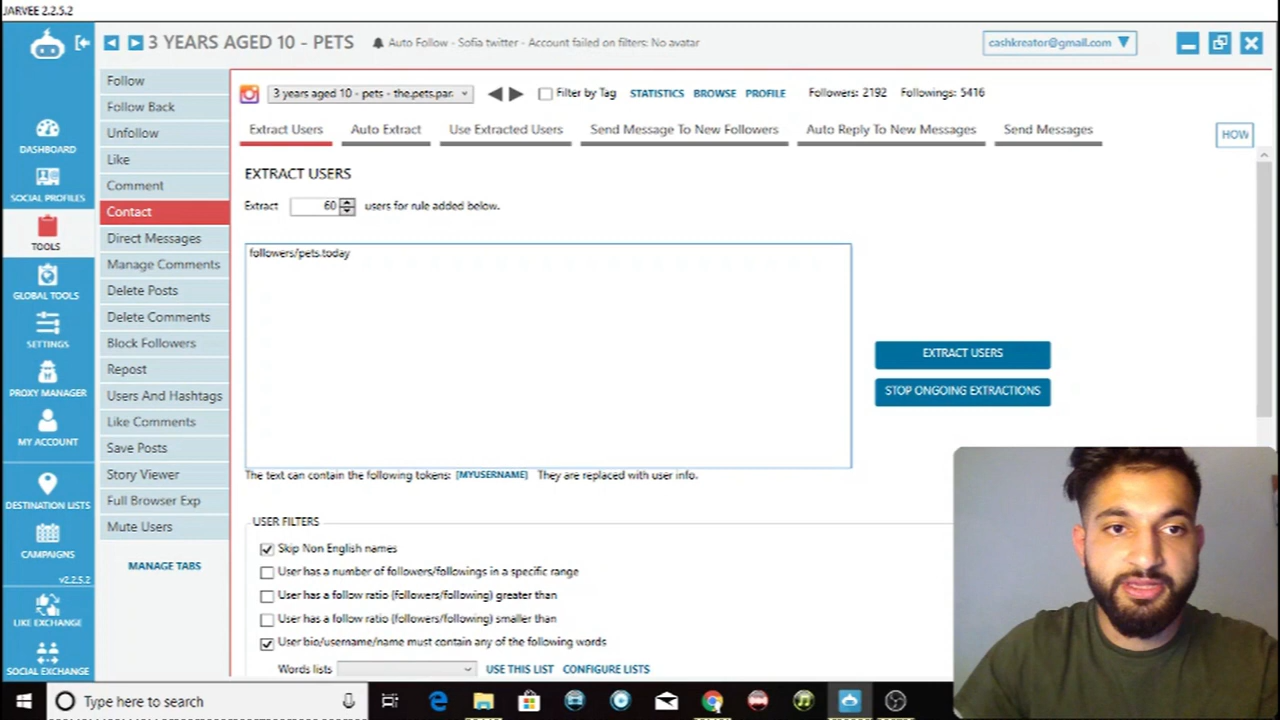 JARVEE 2.2.5.2
3 YEARS AGED 10 - PETS
Auto Follow - Sofia twitter - Account failed on filters: No avatar
cashkreator@gmail.com
Follow
Follow Back
Unfollow
Like
Comment
Contact
Direct Messages
Manage Comments
Delete Posts
Delete Comments
Block Followers
Repost
Users And Hashtags
Like Comments
Save Posts
Story Viewer
Full Browser Exp
Mute Users
MANAGE TABS
DASHBOARD
SOCIAL PROFILES
TOOLS
GLOBAL TOOLS
SETTINGS
PROXY MANAGER
MY ACCOUNT
DESTINATION LISTS
CAMPAIGNS
v2.2.5.2
LIKE EXCHANGE
SOCIAL EXCHANGE
3 years aged 10 - pets - the.pets.par
Filter by Tag
STATISTICS
BROWSE
PROFILE
Followers: 2192
Followings: 5416
Extract Users
Auto Extract
Use Extracted Users
Send Message To New Followers
Auto Reply To New Messages
Send Messages
HOW
EXTRACT USERS
Extract 60 users for rule added below.
followers/pets.today
EXTRACT USERS
STOP ONGOING EXTRACTIONS
The text can contain the following tokens: [MYUSERNAME] They are replaced with user info.
USER FILTERS
Skip Non English names
User has a number of followers/followings in a specific range
User has a follow ratio (followers/following) greater than
User has a follow ratio (followers/following) smaller than
User bio/username/name must contain any of the following words
Words lists
USE THIS LIST
CONFIGURE LISTS
Type here to search